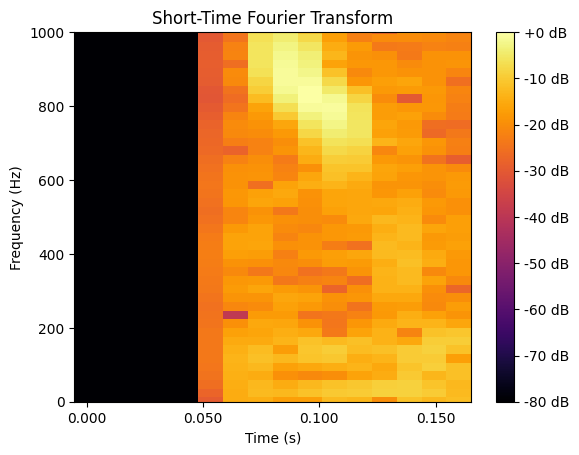 Short-Time Fourier Transform
1000
800
600
400
200
0
Frequency (Hz)
0.000
0.050
0.100
0.150
Time (s)
+0 dB
-10 dB
-20 dB
-30 dB
-40 dB
-50 dB
-60 dB
-70 dB
-80 dB